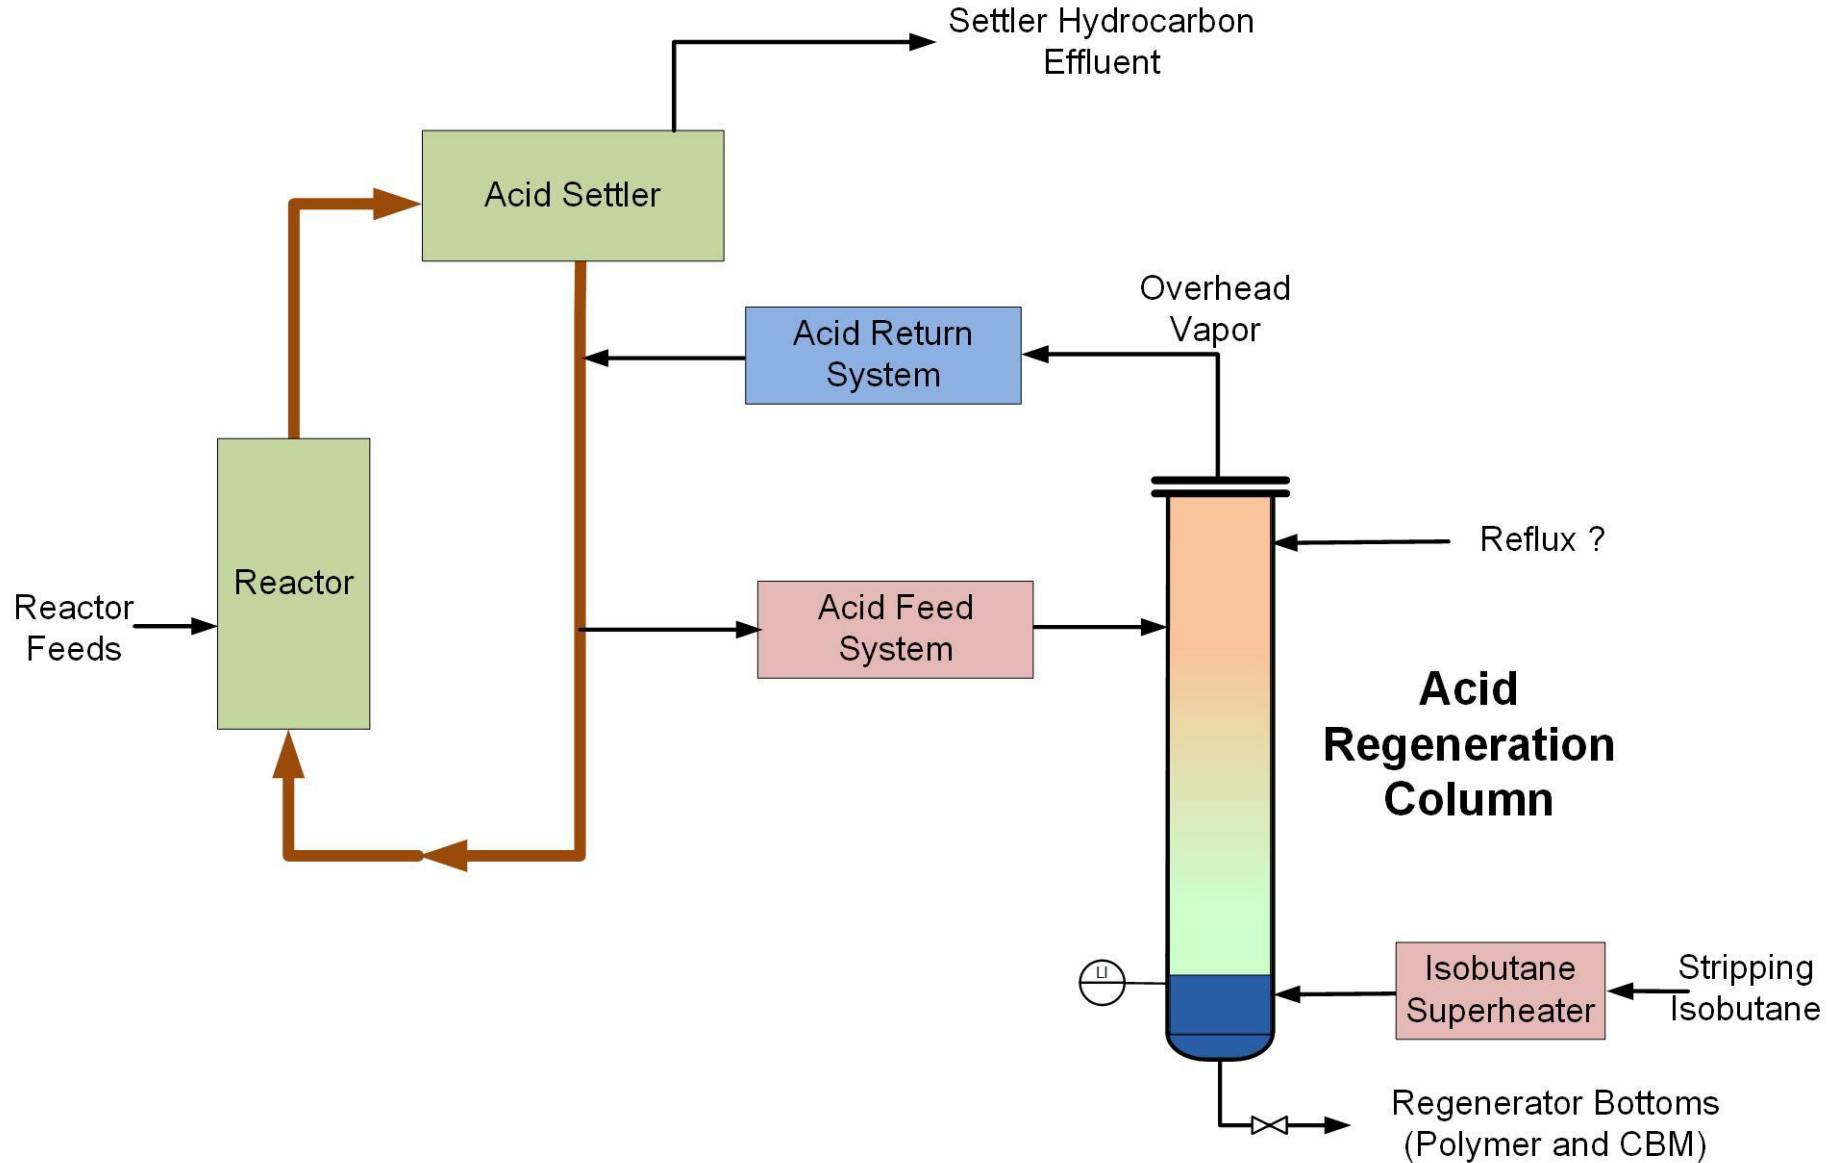 Settler Hydrocarbon
Effluent
Acid Settler
Overhead
Vapor
Acid Return
System
Reflux ?
Reactor
Reactor
Feeds
Acid Feed
System
Acid
Regeneration
Column
LI
Isobutane
Superheater
Stripping
Isobutane
Regenerator Bottoms
(Polymer and CBM)